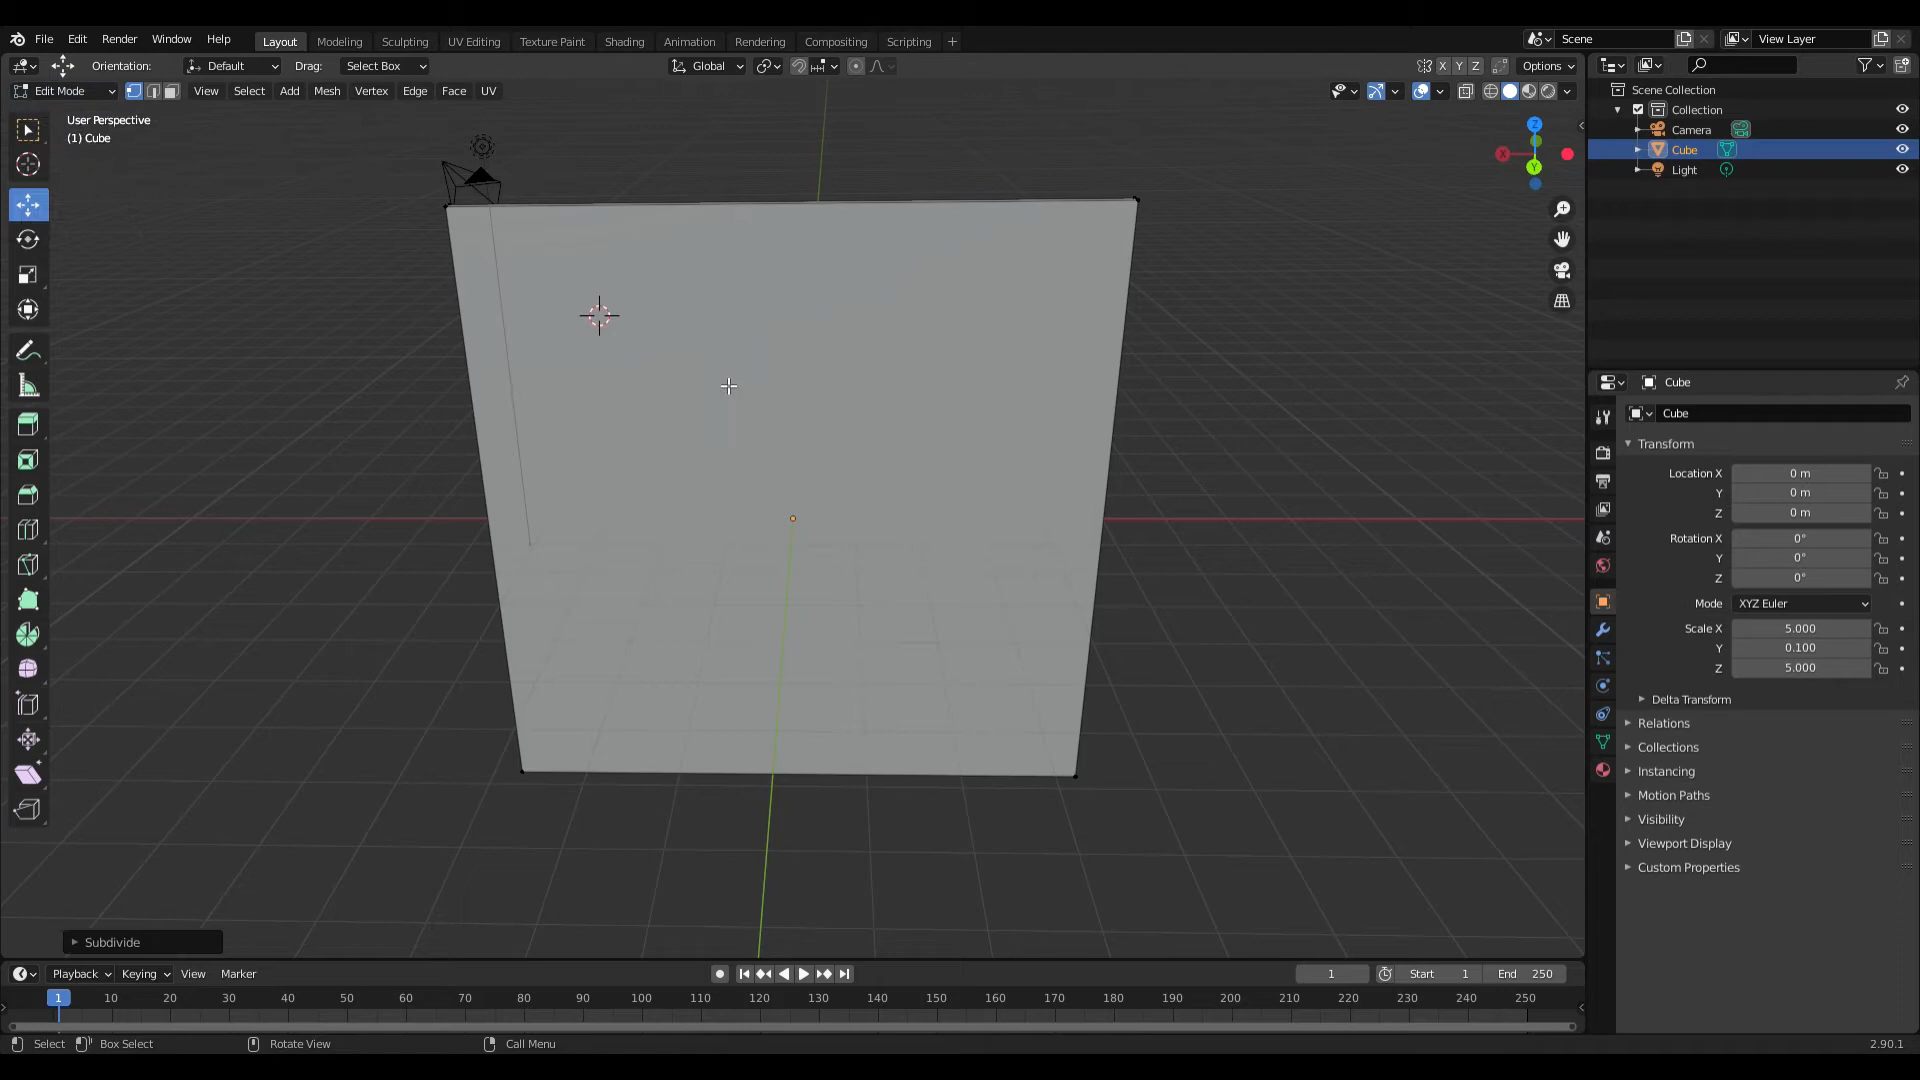 File Edit Render Window Help Layout Modeling Sculpting UV Editing Texture Paint Shading Animation Rendering Compositing Scripting + Scene View Layer
Orientation: Default Drag: Select Box Global X Y Z Options
Edit Mode View Select Add Mesh Vertex Edge Face UV
User Perspective
(1) Cube
Z
X
Y
Scene Collection
Collection
Camera
Cube
Light
Cube
Cube
Transform
Location X 0 m
Y 0 m
Z 0 m
Rotation X 0°
Y 0°
Z 0°
Mode XYZ Euler
Scale X 5.000
Y 0.100
Z 5.000
Delta Transform
Relations
Collections
Instancing
Motion Paths
Visibility
Viewport Display
Custom Properties
Subdivide
Playback Keying View Marker 1 Start 1 End 250
1 10 20 30 40 50 60 70 80 90 100 110 120 130 140 150 160 170 180 190 200 210 220 230 240 250
Select Box Select Rotate View Call Menu 2.90.1